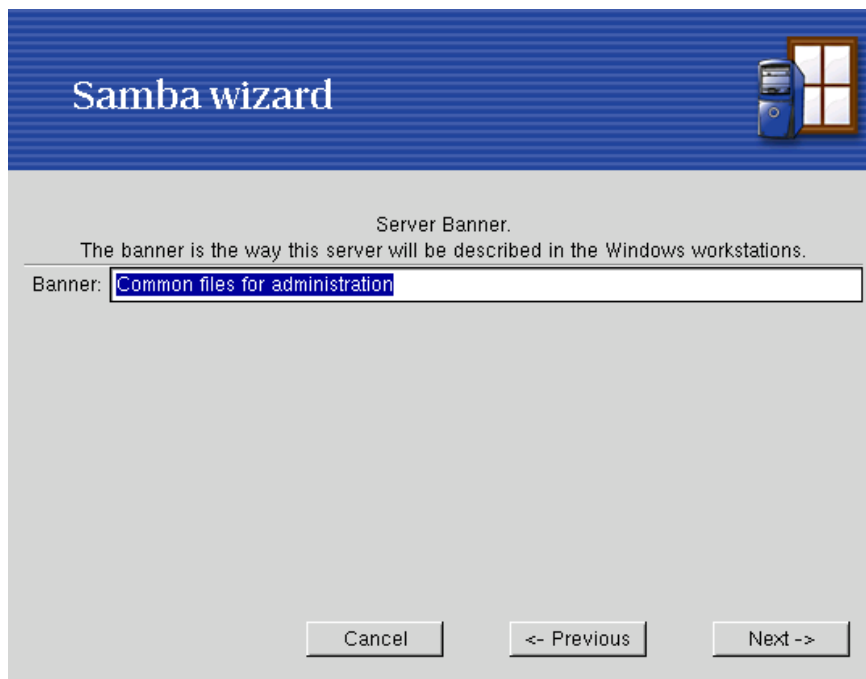 Samba wizard
Server Banner.
The banner is the way this server will be described in the Windows workstations.
Banner: Common files for administration
Cancel <- Previous Next ->